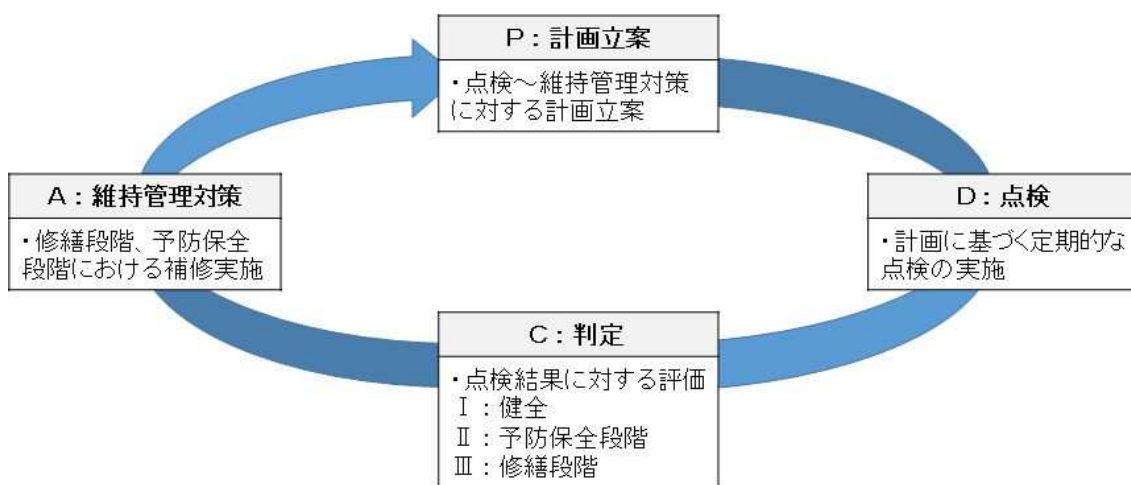 P：計画立案
・点検～維持管理対策
に対する計画立案
D：点検
・計画に基づく定期的な
点検の実施
C：判定
・点検結果に対する評価
Ⅰ：健全
Ⅱ：予防保全段階
Ⅲ：修繕段階
A：維持管理対策
・修繕段階、予防保全
段階における補修実施